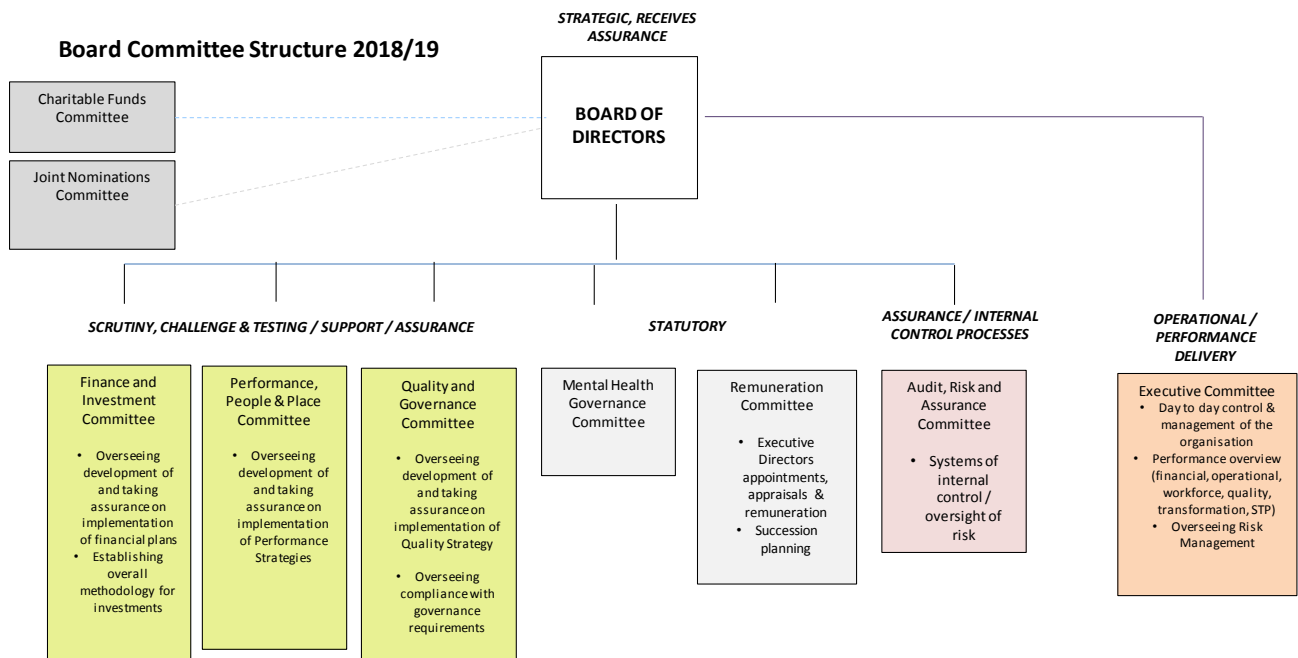 STRATEGIC, RECEIVES
ASSURANCE
Board Committee Structure 2018/19
Charitable Funds
Committee
Joint Nominations
Committee
BOARD OF
DIRECTORS
SCRUTINY, CHALLENGE & TESTING / SUPPORT / ASSURANCE
STATUTORY
ASSURANCE / INTERNAL
CONTROL PROCESSES
OPERATIONAL /
PERFORMANCE
DELIVERY
Finance and
Investment
Committee
• Overseeing
development of
and taking
assurance on
implementation
of financial plans
• Establishing
overall
methodology for
investments
Performance,
People & Place
Committee
• Overseeing
development of
and taking
assurance on
implementation
of Performance
Strategies
Quality and
Governance
Committee
• Overseeing
development of
and taking
assurance on
implementation of
Quality Strategy
• Overseeing
compliance with
governance
requirements
Mental Health
Governance
Committee
Remuneration
Committee
• Executive
Directors
appointments,
appraisals &
remuneration
• Succession
planning
Audit, Risk and
Assurance
Committee
• Systems of
internal
control /
oversight of
risk
Executive Committee
• Day to day control &
management of the
organisation
• Performance overview
(financial, operational,
workforce, quality,
transformation, STP)
• Overseeing Risk
Management